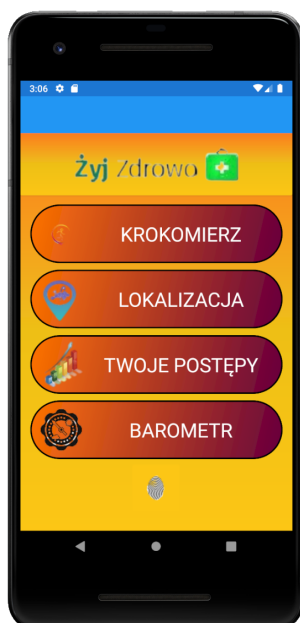 3:06
Żyj Zdrowo
KROKOMIERZ
LOKALIZACJA
TWOJE POSTĘPY
BAROMETR